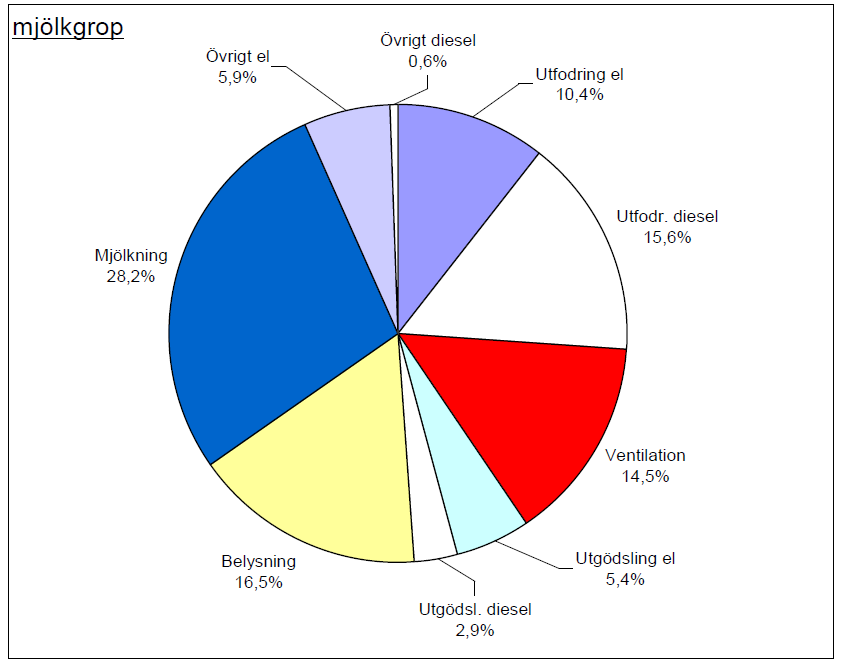 mjölkgrop
Övrigt diesel
0,6%
Övrigt el
5,9%
Utfodring el
10,4%
Utfodr. diesel
15,6%
Mjölkning
28,2%
Ventilation
14,5%
Belysning
16,5%
Utgödsling el
5,4%
Utgödsl. diesel
2,9%